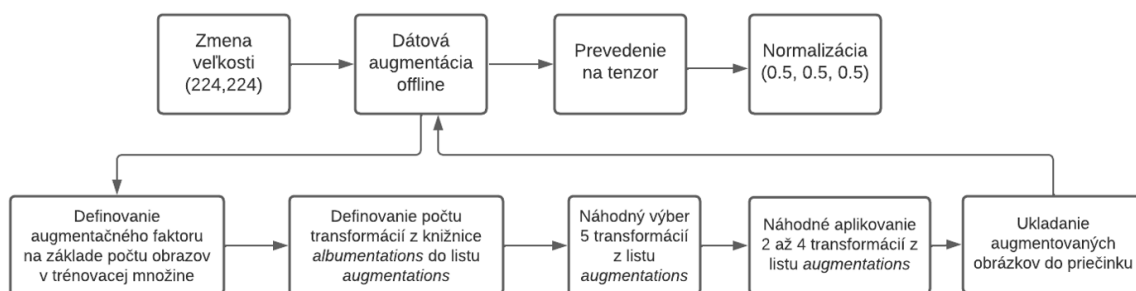 Zmena
veľkosti
(224,224)
Dátová
augmentácia
offline
Prevedenie
na tenzor
Normalizácia
(0.5, 0.5, 0.5)
Definovanie
augmentačného faktoru
na základe počtu obrazov
v trénovacej množine
Definovanie počtu
transformácií z knižnice
albumentations do listu
augmentations
Náhodný výber
5 transformácií
z listu
augmentations
Náhodné aplikovanie
2 až 4 transformácií z
listu augmentations
Ukladanie
augmentovaných
obrázkov do priečinku